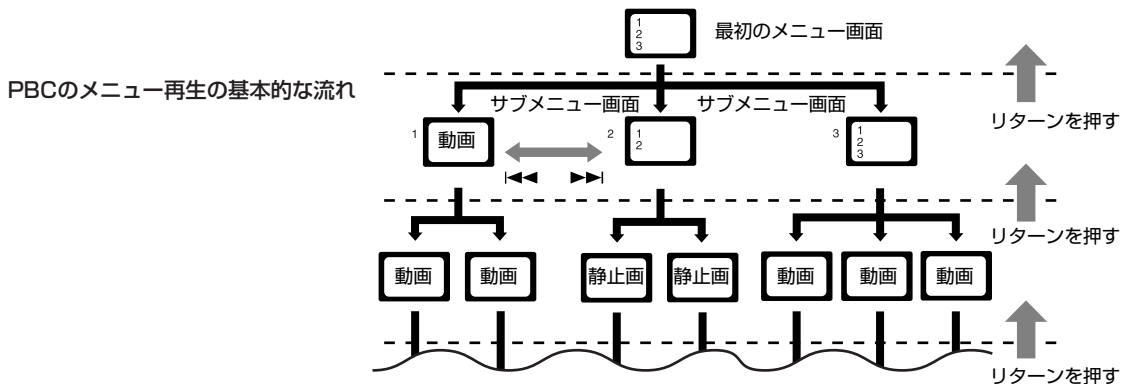 1
2
3
最初のメニュー画面
PBCのメニュー再生の基本的な流れ
サブメニュー画面
サブメニュー画面
リターンを押す
1
動画
2
1
2
3
1
2
3
リターンを押す
動画
動画
静止画
静止画
動画
動画
動画
リターンを押す